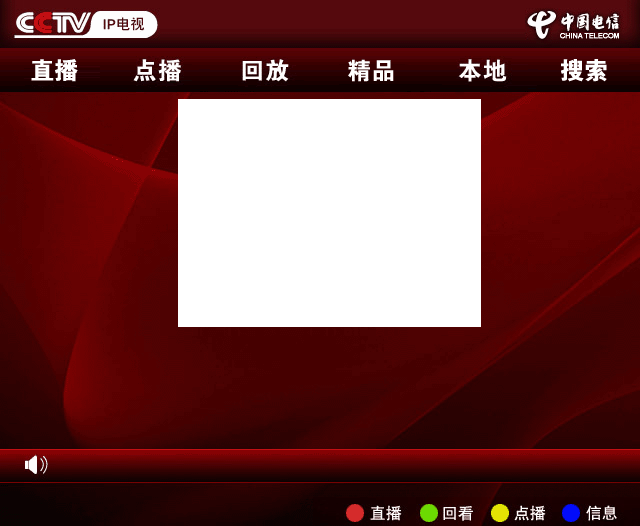 CCTV IP电视 中国电信
CHINA TELECOM
直播 点播 回放 精品 本地 搜索
直播 回看 点播 信息